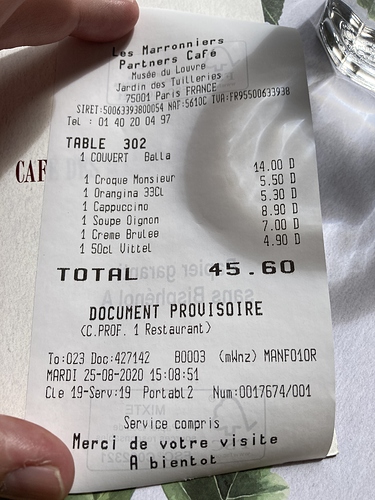 Les Marronniers
Partners Café
Musée du Louvre
Jardin des Tuilleries
75001 Paris FRANCE
SIRET:50063393800054 NAF:5610C TVA:FR95500633938
Tel : 01 40 20 04 97
TABLE 302
1 COUVERT Balla
1 Croque Monsieur 14.00 D
1 Orangina 33Cl 5.50 D
1 Cappuccino 5.30 D
1 Soupe Oignon 8.90 D
1 Creme Brulee 7.00 D
1 50cl Vittel 4.90 D
TOTAL 45.60
DOCUMENT PROVISOIRE
(C.PROF. 1 Restaurant)
To:023 Doc:427142 B0003 (mWnz) MANF010R
MARDI 25-08-2020 15:08:51
Cle 19-Serv:19 Portabl2 Num:0017674/001
Service compris
Merci de votre visite
A bientot
CAF